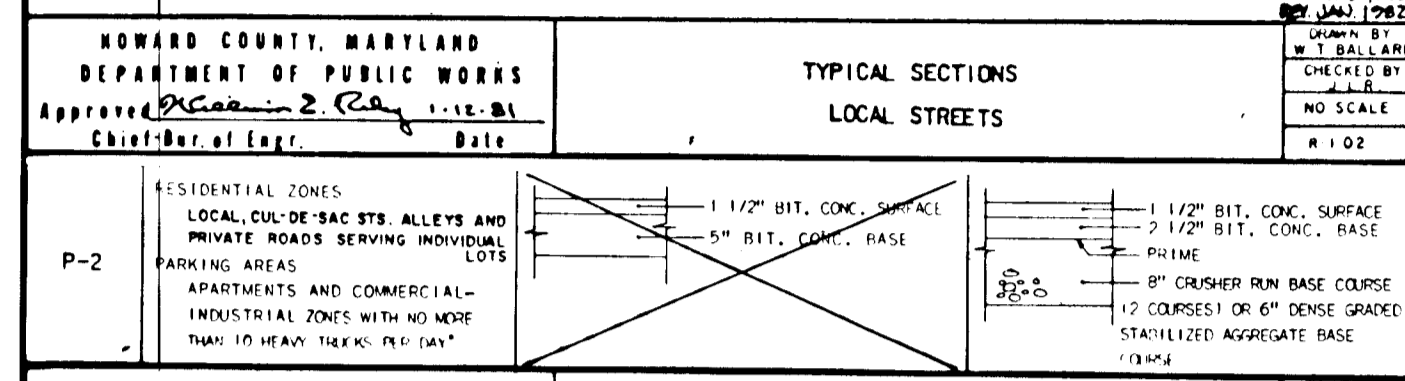 REV. JAN. 1982
HOWARD COUNTY, MARYLAND
DEPARTMENT OF PUBLIC WORKS
Approved 1-12-81
Chief Bur. of Engr. Date
TYPICAL SECTIONS
LOCAL STREETS
DRAWN BY
W T BALLARD
CHECKED BY
J L R
NO SCALE
R 1 02
P-2
RESIDENTIAL ZONES
LOCAL, CUL-DE-SAC STS. ALLEYS AND
PRIVATE ROADS SERVING INDIVIDUAL
LOTS
PARKING AREAS
APARTMENTS AND COMMERCIAL-
INDUSTRIAL ZONES WITH NO MORE
THAN 10 HEAVY TRUCKS PER DAY*
1 1/2" BIT. CONC. SURFACE
5" BIT. CONC. BASE
1 1/2" BIT. CONC. SURFACE
2 1/2" BIT. CONC. BASE
PRIME
8" CRUSHER RUN BASE COURSE
(2 COURSES) OR 6" DENSE GRADED
STABILIZED AGGREGATE BASE
COURSE